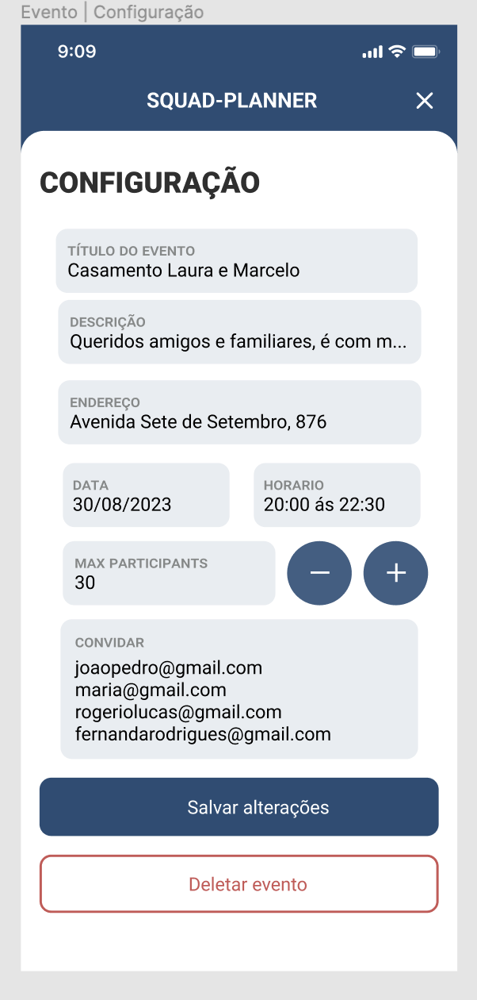 Evento | Configuração
9:09
SQUAD-PLANNER
CONFIGURAÇÃO
TÍTULO DO EVENTO
Casamento Laura e Marcelo
DESCRIÇÃO
Queridos amigos e familiares, é com m...
ENDEREÇO
Avenida Sete de Setembro, 876
DATA
30/08/2023
HORARIO
20:00 ás 22:30
MAX PARTICIPANTS
30
CONVIDAR
joaopedro@gmail.com
maria@gmail.com
rogeriolucas@gmail.com
fernandarodrigues@gmail.com
Salvar alterações
Deletar evento